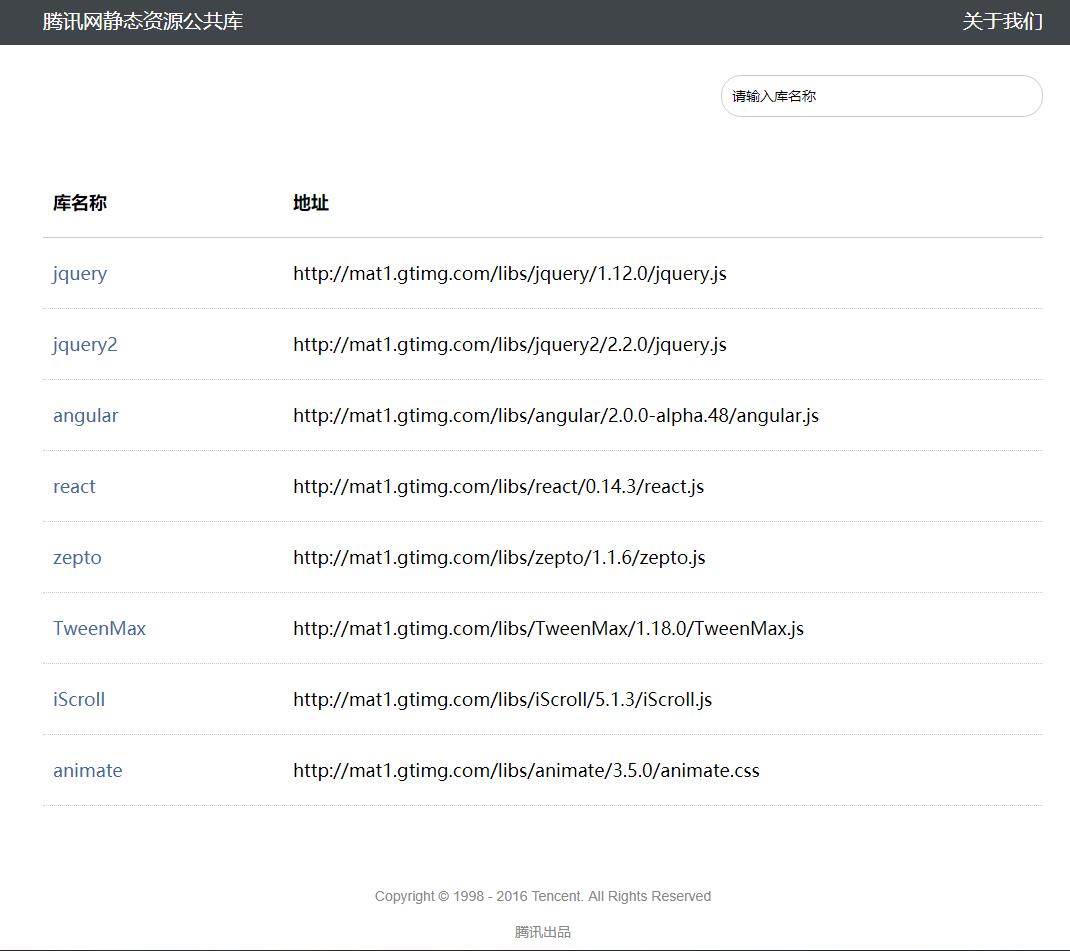 腾讯网静态资源公共库 关于我们
请输入库名称
库名称 地址
jquery http://mat1.gtimg.com/libs/jquery/1.12.0/jquery.js
jquery2 http://mat1.gtimg.com/libs/jquery2/2.2.0/jquery.js
angular http://mat1.gtimg.com/libs/angular/2.0.0-alpha.48/angular.js
react http://mat1.gtimg.com/libs/react/0.14.3/react.js
zepto http://mat1.gtimg.com/libs/zepto/1.1.6/zepto.js
TweenMax http://mat1.gtimg.com/libs/TweenMax/1.18.0/TweenMax.js
iScroll http://mat1.gtimg.com/libs/iScroll/5.1.3/iScroll.js
animate http://mat1.gtimg.com/libs/animate/3.5.0/animate.css
Copyright © 1998 - 2016 Tencent. All Rights Reserved
腾讯出品